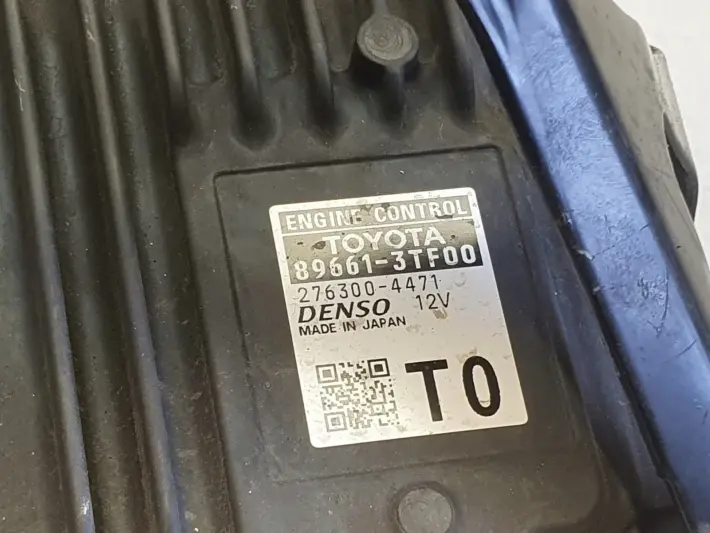 ENGINE CONTROL
TOYOTA
89661-3TF00
276300-4471
DENSO 12V
MADE IN JAPAN
T0